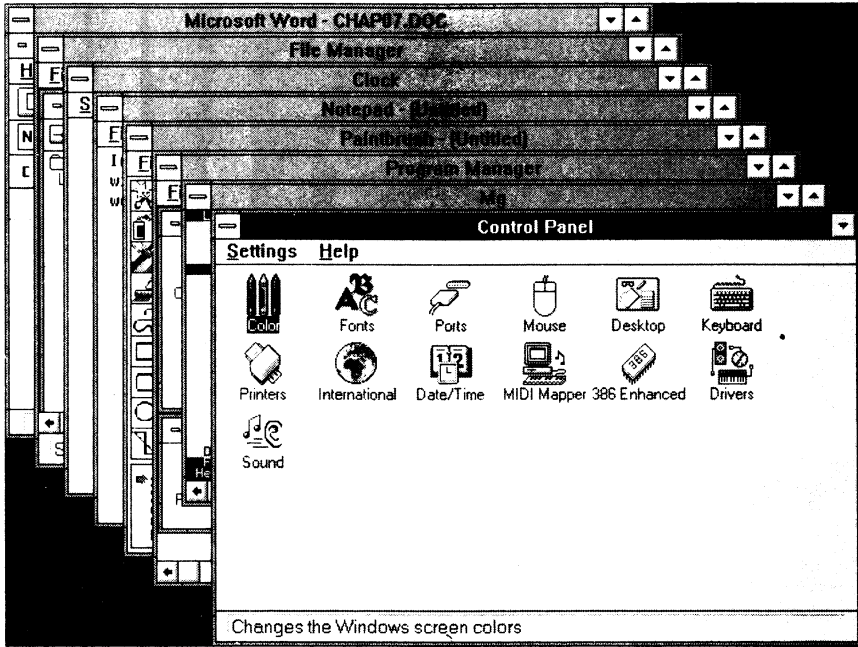 Microsoft Word - CHAP07.DOC
File Manager
Clock
Notepad - (Untitled)
Paintbrush - (Untitled)
Program Manager
Mg
Control Panel
Settings Help
Color Fonts Ports Mouse Desktop Keyboard
Printers International Date/Time MIDI Mapper 386 Enhanced Drivers
Sound
Changes the Windows screen colors